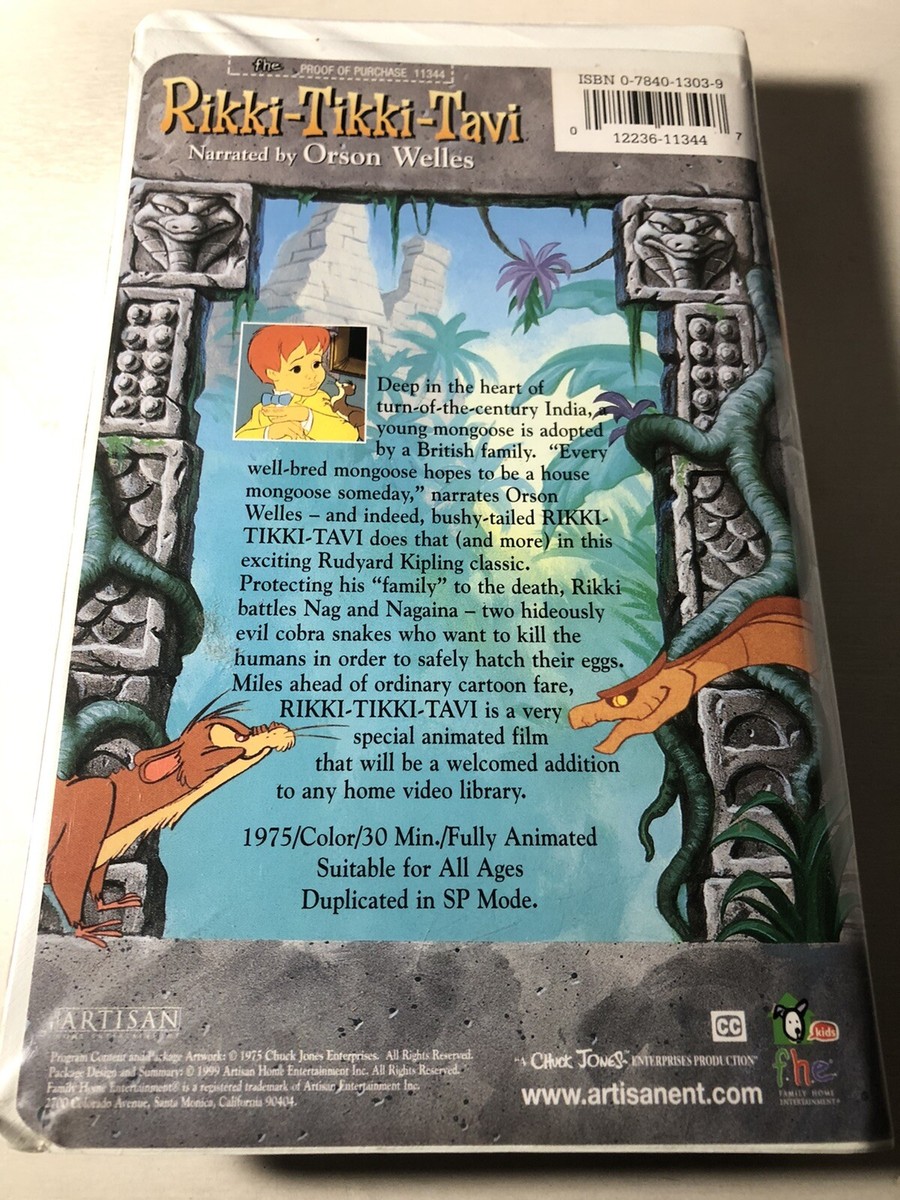 fhe PROOF OF PURCHASE 11344
Rikki-Tikki-Tavi
Narrated by Orson Welles
ISBN 0-7840-1303-9
0 12236-11344 7
Deep in the heart of
turn-of-the-century India, a
young mongoose is adopted
by a British family. “Every
well-bred mongoose hopes to be a house
mongoose someday,” narrates Orson
Welles – and indeed, bushy-tailed RIKKI-
TIKKI-TAVI does that (and more) in this
exciting Rudyard Kipling classic.
Protecting his “family” to the death, Rikki
battles Nag and Nagaina – two hideously
evil cobra snakes who want to kill the
humans in order to safely hatch their eggs.
Miles ahead of ordinary cartoon fare,
RIKKI-TIKKI-TAVI is a very
special animated film
that will be a welcomed addition
to any home video library.
1975/Color/30 Min./Fully Animated
Suitable for All Ages
Duplicated in SP Mode.
ARTISAN
HOME ENTERTAINMENT
Program Content and Package Artwork: © 1975 Chuck Jones Enterprises. All Rights Reserved.
Package Design and Summary: © 1999 Artisan Home Entertainment Inc. All Rights Reserved.
Family Home Entertainment® is a registered trademark of Artisan Entertainment Inc.
2700 Colorado Avenue, Santa Monica, California 90404.
CC
"A CHUCK JONES ENTERPRISES PRODUCTION"
www.artisanent.com
kids
fhe
FAMILY HOME
ENTERTAINMENT